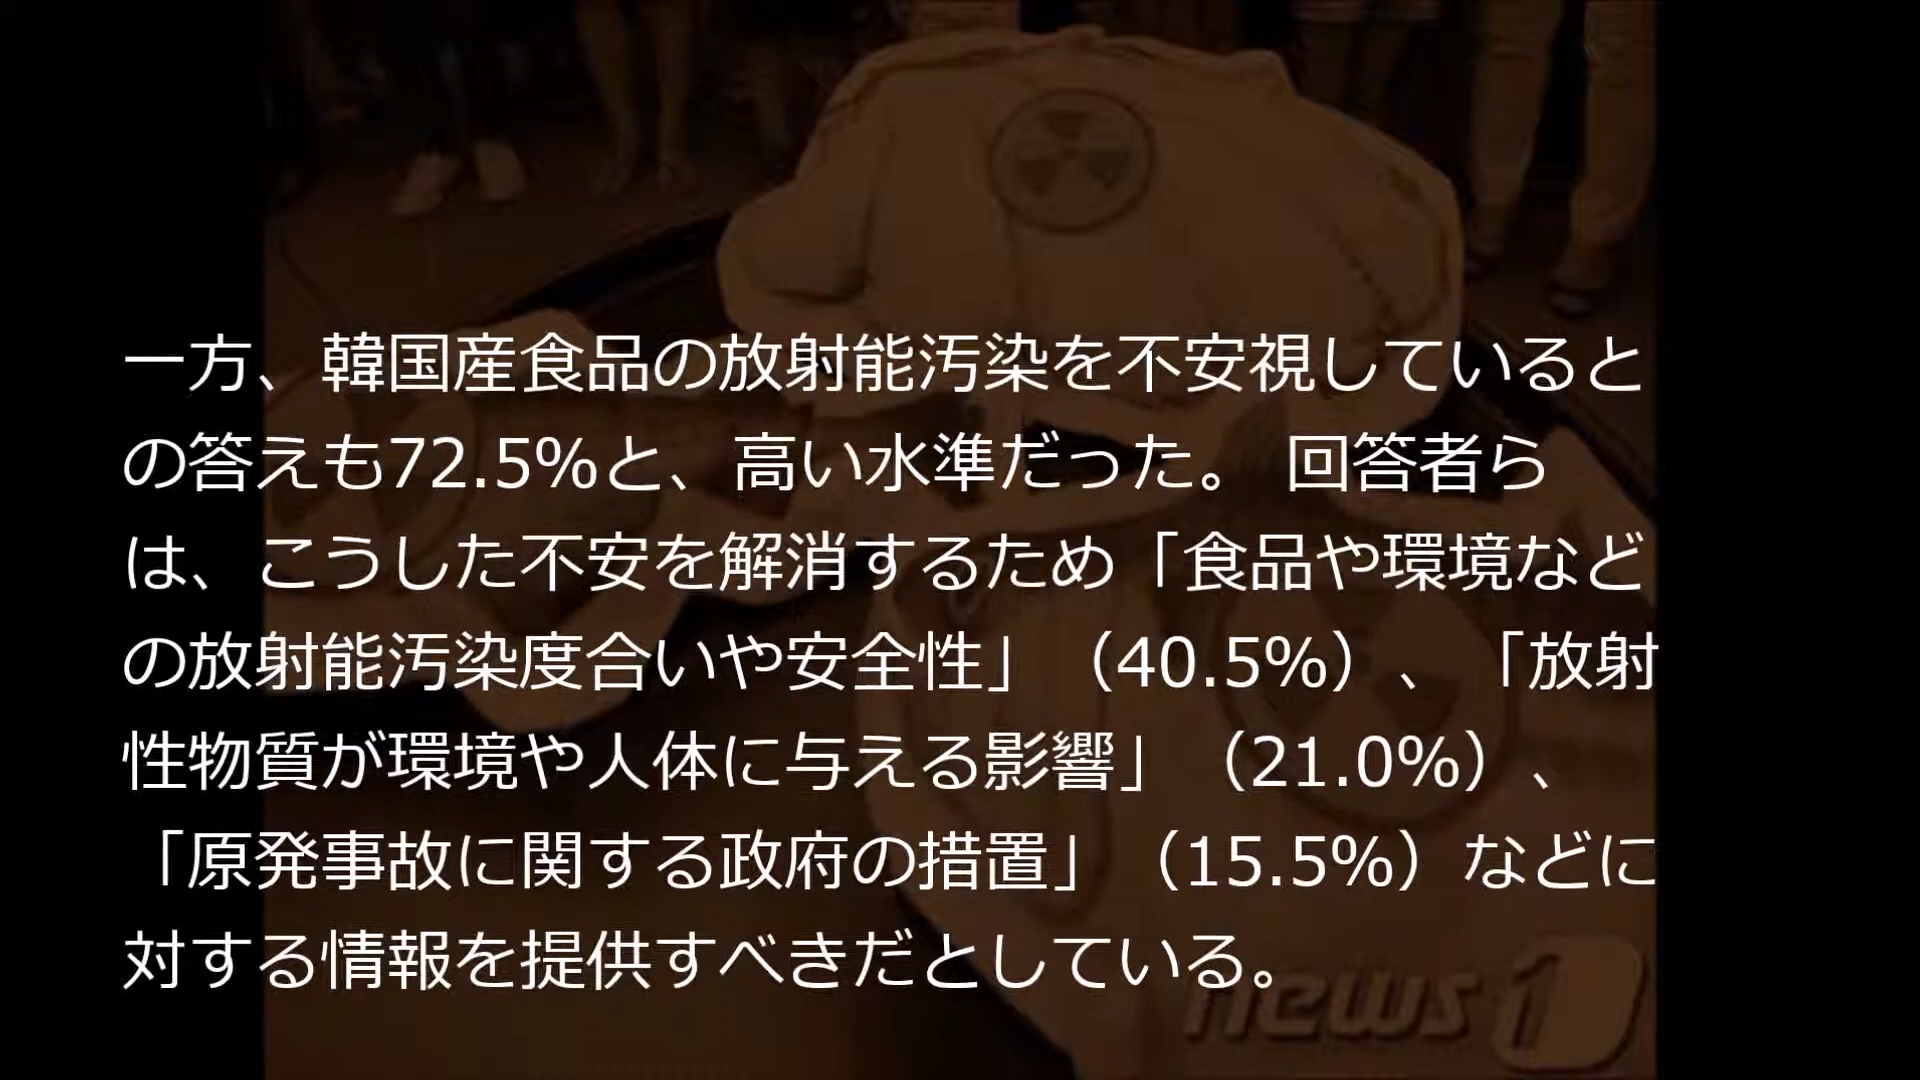 一方、韓国産食品の放射能汚染を不安視していると
の答えも72.5%と、高い水準だった。 回答者ら
は、こうした不安を解消するため「食品や環境など
の放射能汚染度合いや安全性」（40.5%）、「放射
性物質が環境や人体に与える影響」（21.0%）、
「原発事故に関する政府の措置」（15.5%）などに
対する情報を提供すべきだとしている。
news1